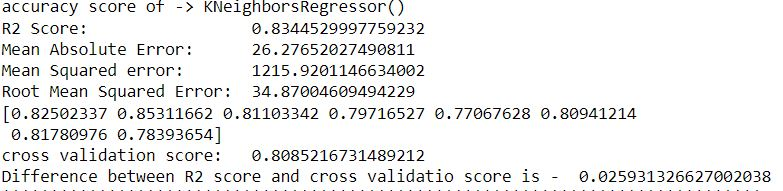 accuracy score of -> KNeighborsRegressor()
R2 Score: 0.8344529997759232
Mean Absolute Error: 26.27652027490811
Mean Squared error: 1215.9201146634002
Root Mean Squared Error: 34.87004609494229
[0.82502337 0.85311662 0.81103342 0.79716527 0.77067628 0.80941214
0.81780976 0.78393654]
cross validation score: 0.8085216731489212
Difference between R2 score and cross validatio score is - 0.025931326627002038